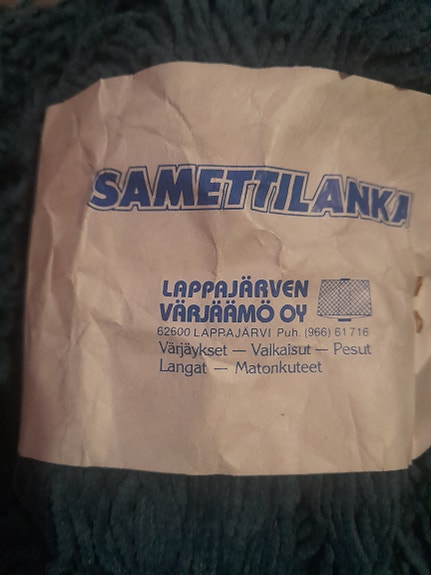 SAMETTILANKA
LAPPAJÄRVEN
VÄRJÄÄMÖ OY
62600 LAPPAJÄRVI Puh. (966) 61 716
Värjäykset — Valkaisut — Pesut
Langat — Matonkuteet